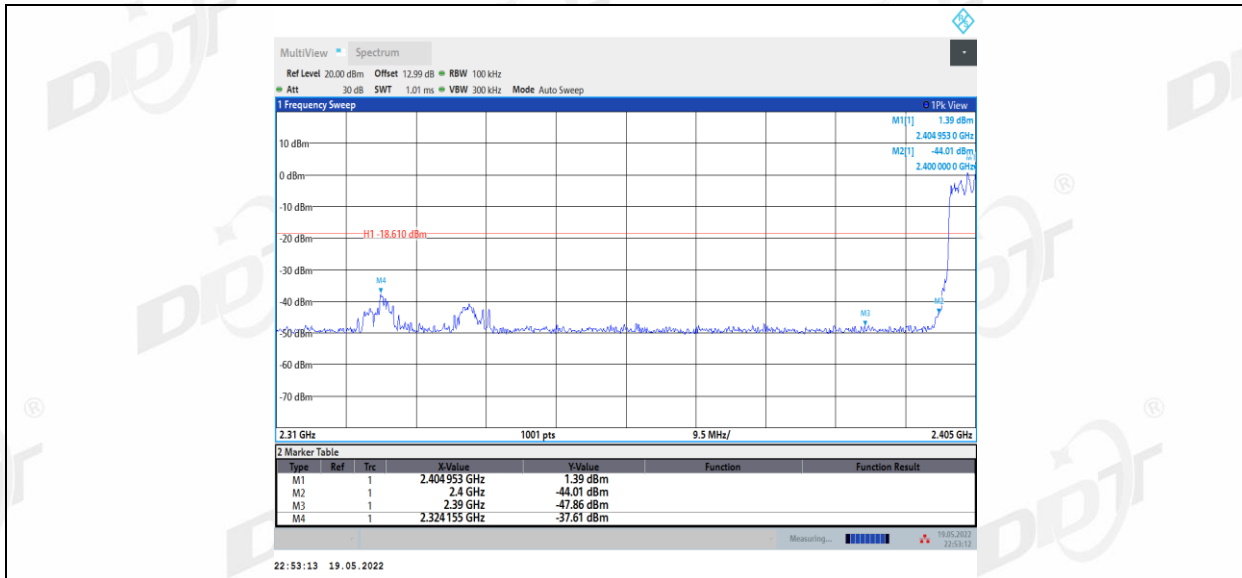 MultiView Spectrum
Ref Level 20.00 dBm Offset 12.99 dB RBW 100 kHz
Att 30 dB SWT 1.01 ms VBW 300 kHz Mode Auto Sweep
1 Frequency Sweep 1Pk View
M1[1] 1.39 dBm
2.404 953 0 GHz
M2[1] -44.01 dBm
2.400 000 0 GHz
M1
10 dBm
0 dBm
-10 dBm
H1 -18.610 dBm
-20 dBm
-30 dBm
M4
-40 dBm
M2
M3
-50 dBm
-60 dBm
-70 dBm
2.31 GHz 1001 pts 9.5 MHz/ 2.405 GHz
2 Marker Table
Type Ref Trc X-Value Y-Value Function Function Result
M1 1 2.404 953 GHz 1.39 dBm
M2 1 2.4 GHz -44.01 dBm
M3 1 2.39 GHz -47.86 dBm
M4 1 2.324 155 GHz -37.61 dBm
Measuring... 19.05.2022
22:53:12
22:53:13 19.05.2022
DDT
®